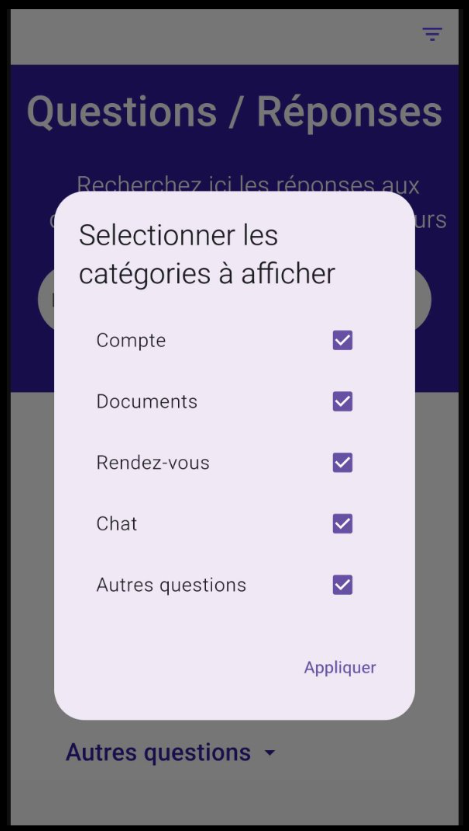 Questions / Réponses
Recherchez ici les réponses aux
urs
Selectionner les
catégories à afficher
Compte
Documents
Rendez-vous
Chat
Autres questions
Appliquer
Autres questions